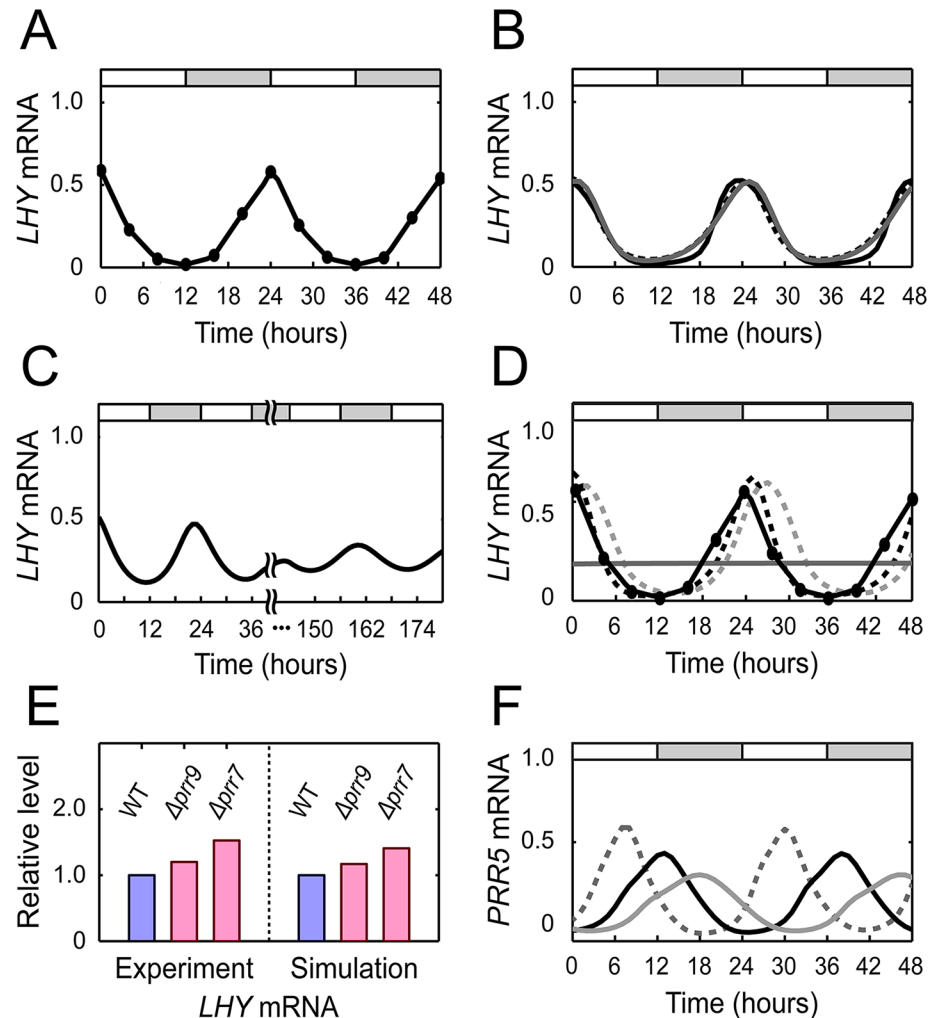 A
LHY mRNA
1.0
0.5
0
0 6 12 18 24 30 36 42 48
Time (hours)
B
LHY mRNA
1.0
0.5
0
0 6 12 18 24 30 36 42 48
Time (hours)
C
LHY mRNA
1.0
0.5
0
0 12 24 36 ••• 150 162 174
Time (hours)
D
LHY mRNA
1.0
0.5
0
0 6 12 18 24 30 36 42 48
Time (hours)
E
Relative level
2.0
1.0
0
WT Δprr9 Δprr7 WT Δprr9 Δprr7
Experiment Simulation
LHY mRNA
F
PRR5 mRNA
1.0
0.5
0
0 6 12 18 24 30 36 42 48
Time (hours)